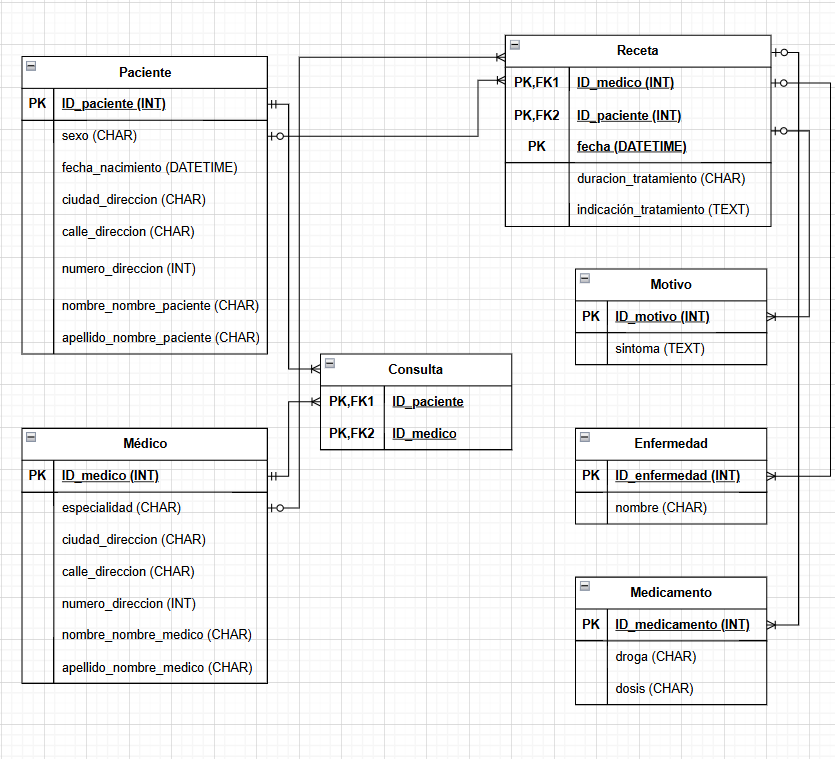 Paciente
PK ID_paciente (INT)
sexo (CHAR)
fecha_nacimiento (DATETIME)
ciudad_direccion (CHAR)
calle_direccion (CHAR)
numero_direccion (INT)
nombre_nombre_paciente (CHAR)
apellido_nombre_paciente (CHAR)
Receta
PK,FK1 ID_medico (INT)
PK,FK2 ID_paciente (INT)
PK fecha (DATETIME)
duracion_tratamiento (CHAR)
indicación_tratamiento (TEXT)
Motivo
PK ID_motivo (INT)
sintoma (TEXT)
Consulta
PK,FK1 ID_paciente
PK,FK2 ID_medico
Médico
PK ID_medico (INT)
especialidad (CHAR)
ciudad_direccion (CHAR)
calle_direccion (CHAR)
numero_direccion (INT)
nombre_nombre_medico (CHAR)
apellido_nombre_medico (CHAR)
Enfermedad
PK ID_enfermedad (INT)
nombre (CHAR)
Medicamento
PK ID_medicamento (INT)
droga (CHAR)
dosis (CHAR)